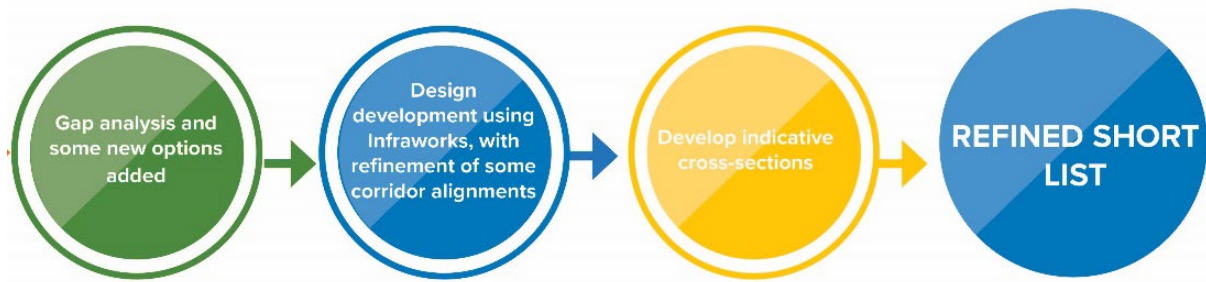 Gap analysis and
some new options
added
Design
development using
Infraworks, with
refinement of some
corridor alignments
Develop indicative
cross-sections
REFINED SHORT
LIST